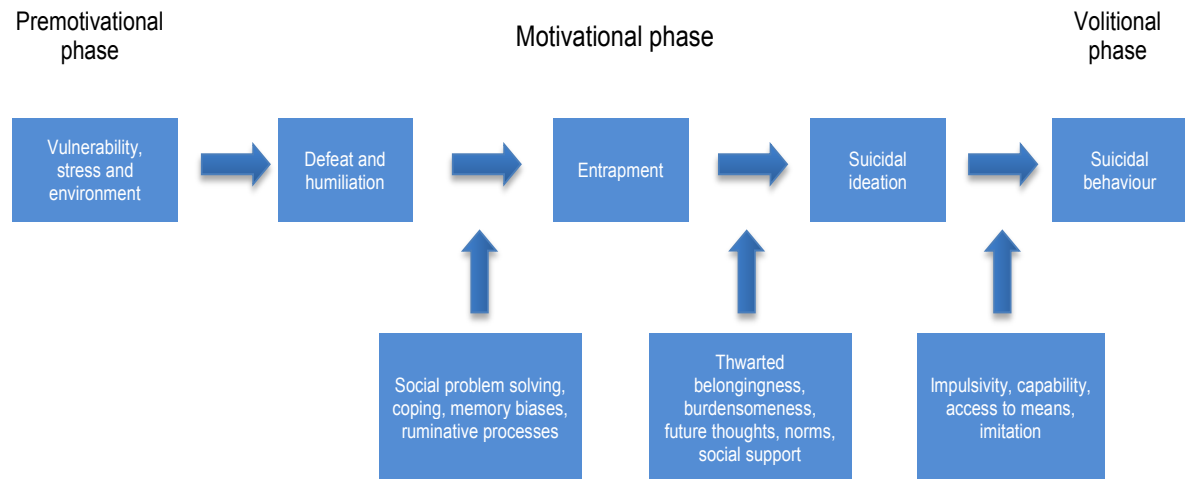 Premotivational
phase
Motivational phase
Volitional
phase
Vulnerability,
stress and
environment
Defeat and
humiliation
Entrapment
Suicidal
ideation
Suicidal
behaviour
Social problem solving,
coping, memory biases,
ruminative processes
Thwarted
belongingness,
burdensomeness,
future thoughts, norms,
social support
Impulsivity, capability,
access to means,
imitation